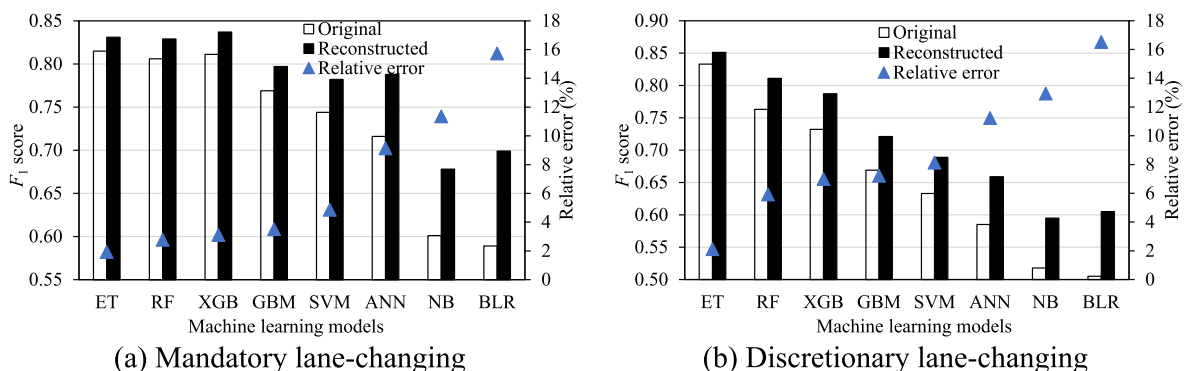 0.85
0.80
0.75
0.70
0.65
0.60
0.55
F1 score
Original
Reconstructed
Relative error
18
16
14
12
10
8
6
4
2
0
Relative error (%)
ET RF XGB GBM SVM ANN NB BLR
Machine learning models
(a) Mandatory lane-changing
0.90
0.85
0.80
0.75
0.70
0.65
0.60
0.55
0.50
F1 score
Original
Reconstructed
Relative error
18
16
14
12
10
8
6
4
2
0
Relative error (%)
ET RF XGB GBM SVM ANN NB BLR
Machine learning models
(b) Discretionary lane-changing